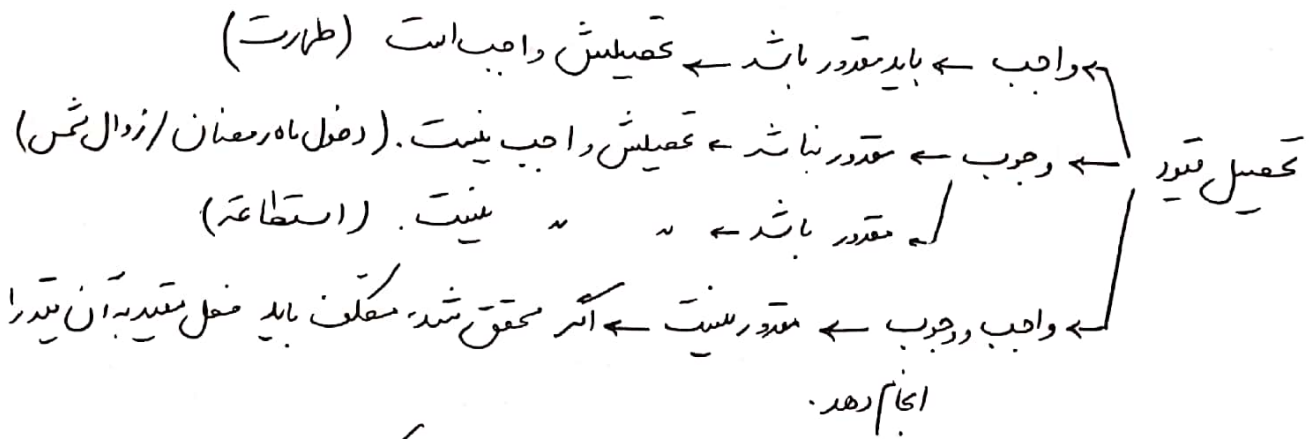 واجب ← باید مقدور باشد ← تحصیلش واجب است (طهارت)
تحصیل قیود ← وجوب ← مقدور نباشد ← تحصیلش واجب نیست. (دخول ماه رمضان / زوال شمس)
← مقدور باشد ← 〃 〃 نیست. (استطاعة)
← واجب و وجوب ← مقدور نیست ← اگر محقق شد، مکلف باید فعل مقید به آن قید را
انجام دهد.